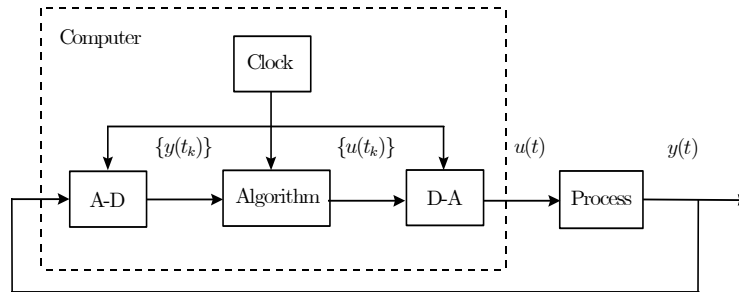 Computer
Clock
{y(t_k)} {u(t_k)} u(t) y(t)
A-D Algorithm D-A Process